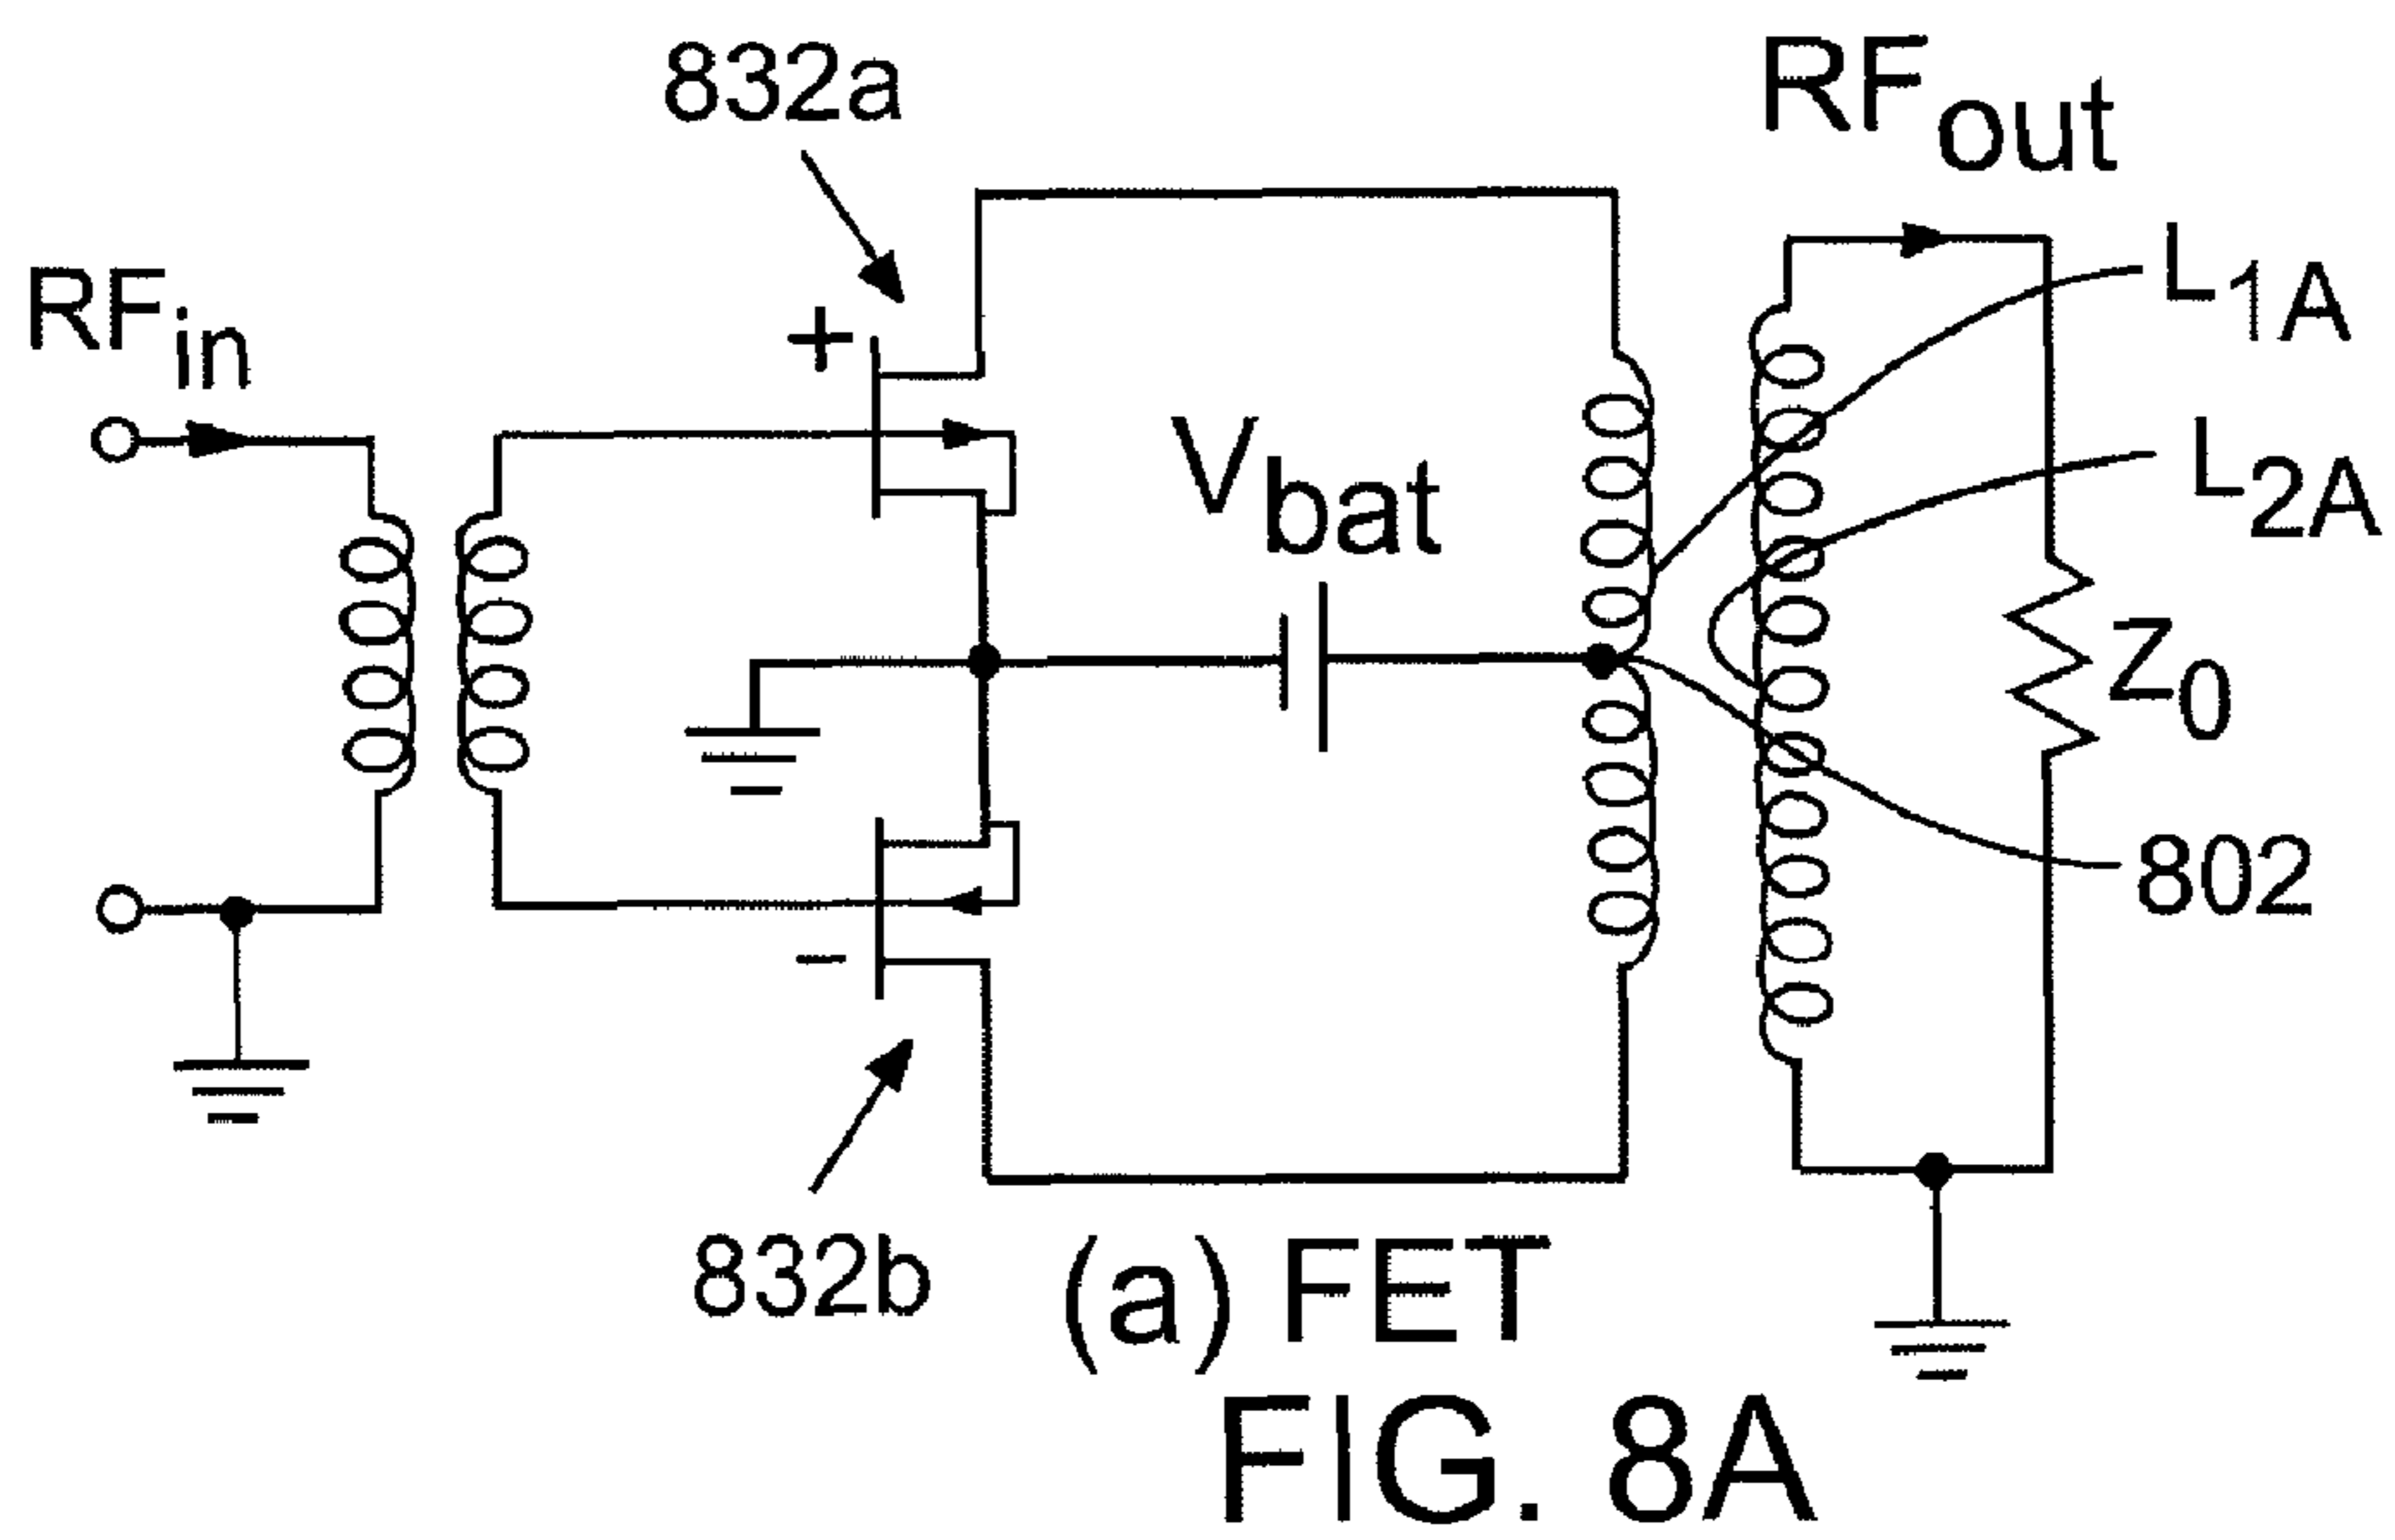 832a
RFout
RFin
+
L1A
Vbat
L2A
Z0
802
−
832b
(a) FET
FIG. 8A